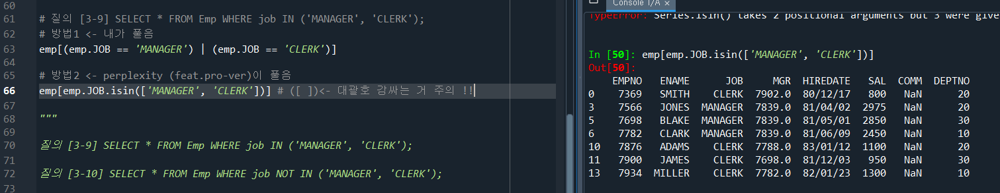 60
61 # 질의 [3-9] SELECT * FROM Emp WHERE job IN ('MANAGER', 'CLERK');
62 # 방법1 <- 내가 풀음
63 emp[(emp.JOB == 'MANAGER') | (emp.JOB == 'CLERK')]
64
65 # 방법2 <- perplexity (feat.pro-ver)이 풀음
66 emp[emp.JOB.isin(['MANAGER', 'CLERK'])] # ([ ])<- 대괄호 감싸는 거 주의 !!
67
68 """
69
70 질의 [3-9] SELECT * FROM Emp WHERE job IN ('MANAGER', 'CLERK');
71
72 질의 [3-10] SELECT * FROM Emp WHERE job NOT IN ('MANAGER', 'CLERK');
73
Console 1/A ×
TypeError: Series.isin() takes 2 positional arguments but 3 were give
In [50]: emp[emp.JOB.isin(['MANAGER', 'CLERK'])]
Out[50]:
EMPNO ENAME JOB MGR HIREDATE SAL COMM DEPTNO
0 7369 SMITH CLERK 7902.0 80/12/17 800 NaN 20
3 7566 JONES MANAGER 7839.0 81/04/02 2975 NaN 20
5 7698 BLAKE MANAGER 7839.0 81/05/01 2850 NaN 30
6 7782 CLARK MANAGER 7839.0 81/06/09 2450 NaN 10
10 7876 ADAMS CLERK 7788.0 83/01/12 1100 NaN 20
11 7900 JAMES CLERK 7698.0 81/12/03 950 NaN 30
13 7934 MILLER CLERK 7782.0 82/01/23 1300 NaN 10